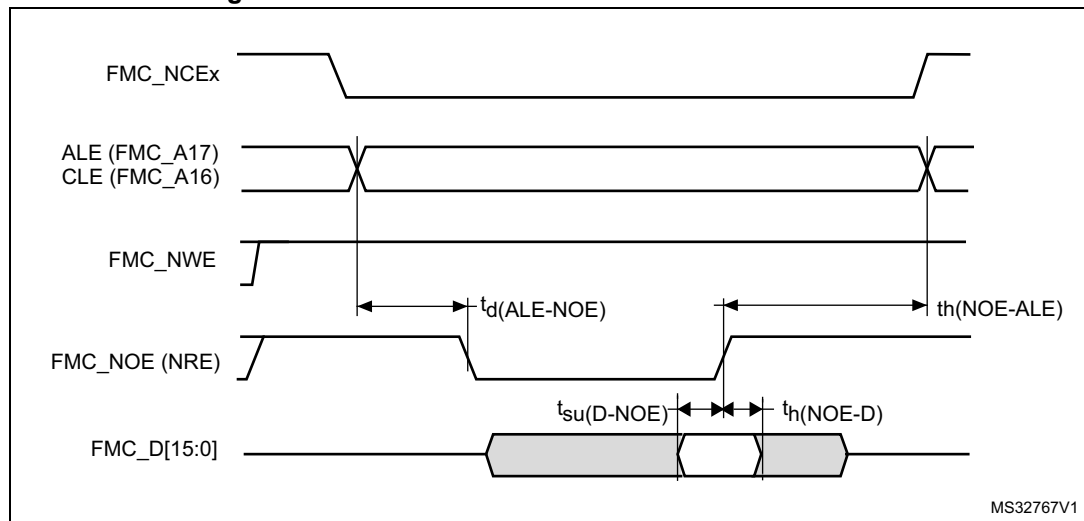 FMC_NCEx
ALE (FMC_A17)
CLE (FMC_A16)
FMC_NWE
td(ALE-NOE)
th(NOE-ALE)
FMC_NOE (NRE)
tsu(D-NOE)
th(NOE-D)
FMC_D[15:0]
MS32767V1